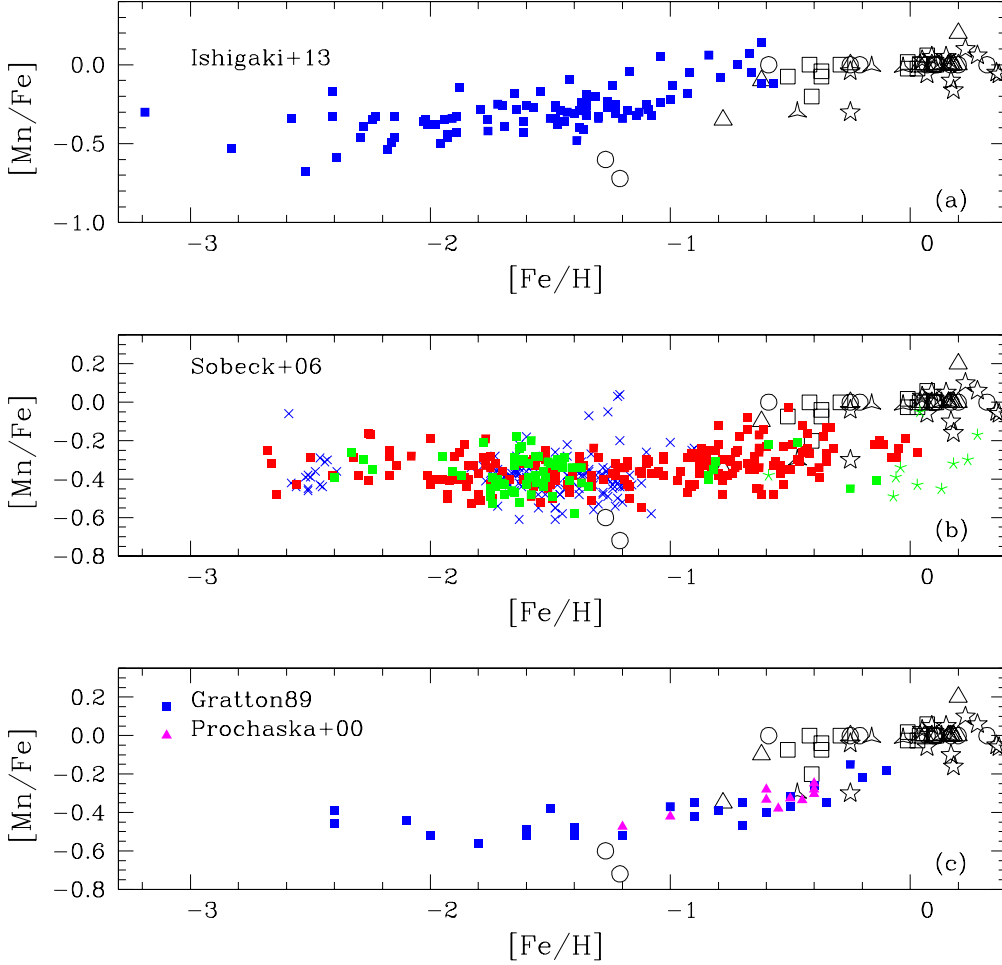 Ishigaki+13
[Mn/Fe]
0.0
−0.5
−1.0
(a)
−3 −2 −1 0
[Fe/H]
Sobeck+06
[Mn/Fe]
0.2
0.0
−0.2
−0.4
−0.6
−0.8
(b)
−3 −2 −1 0
[Fe/H]
Gratton89
Prochaska+00
[Mn/Fe]
0.2
0.0
−0.2
−0.4
−0.6
−0.8
(c)
−3 −2 −1 0
[Fe/H]